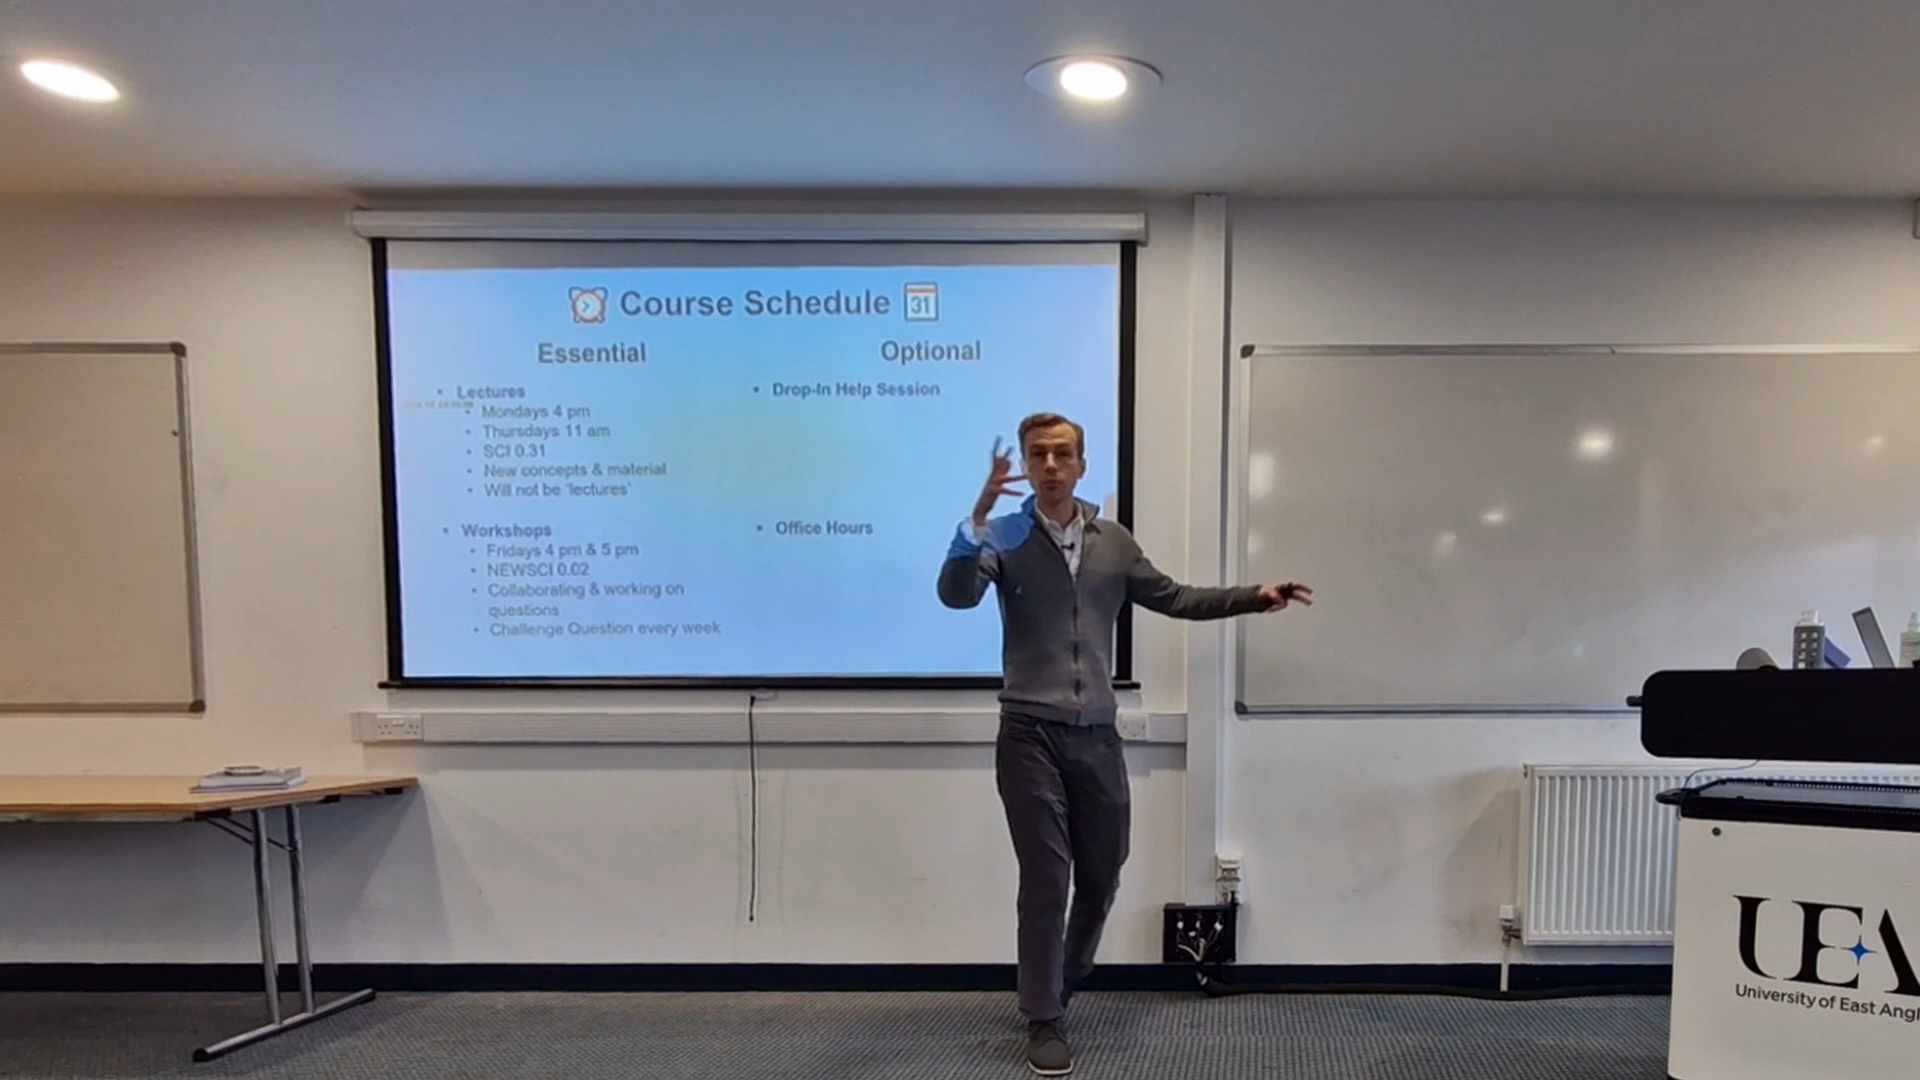 Course Schedule
31
Essential
Optional
Lectures
Mondays 4 pm
Thursdays 11 am
SCI 0.31
New concepts & material
Will not be 'lectures'
Workshops
Fridays 4 pm & 5 pm
NEWSCI 0.02
Collaborating & working on
questions
Challenge Question every week
Drop-In Help Session
Office Hours
UEA
University of East Angl